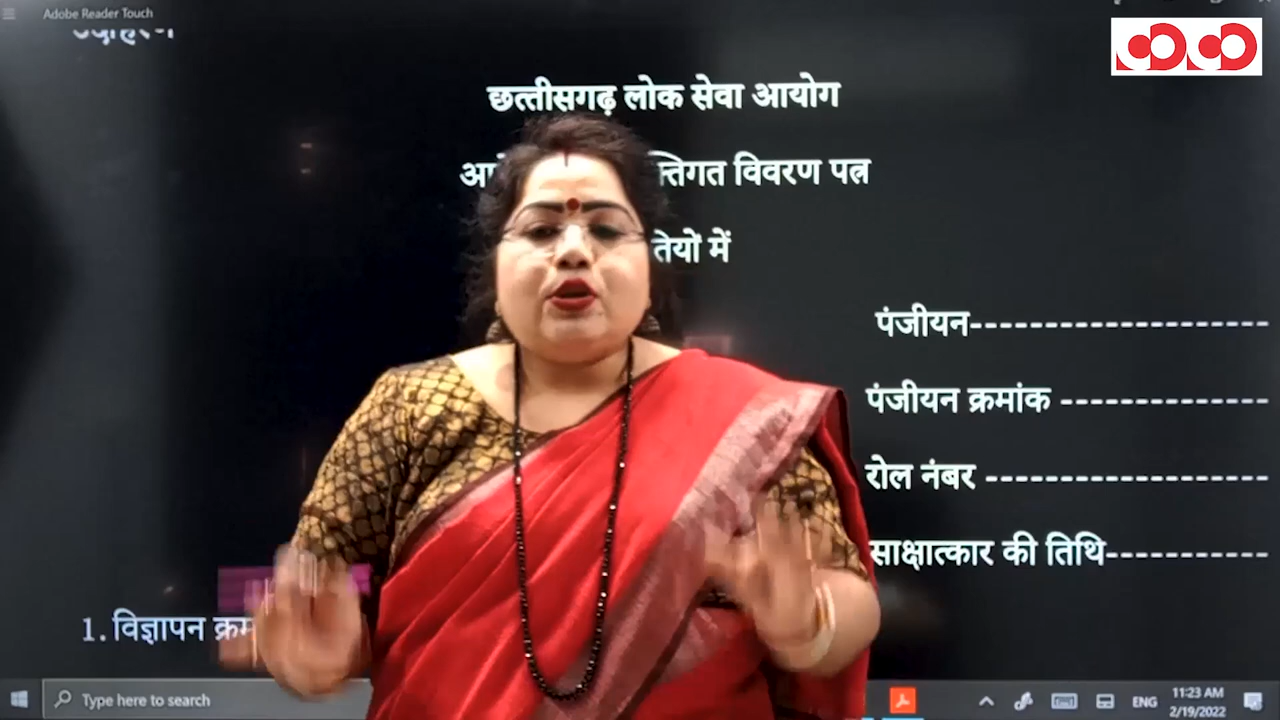 Adobe Reader Touch
छत्तीसगढ़ लोक सेवा आयोग
विवरण पत्र
में
पंजीयन-------------------
पंजीयन क्रमांक -------------
रोल नंबर ------------------
साक्षात्कार की तिथि----------
1. विज्ञापन
Type here to search
ENG
11:23 AM
2/19/2022